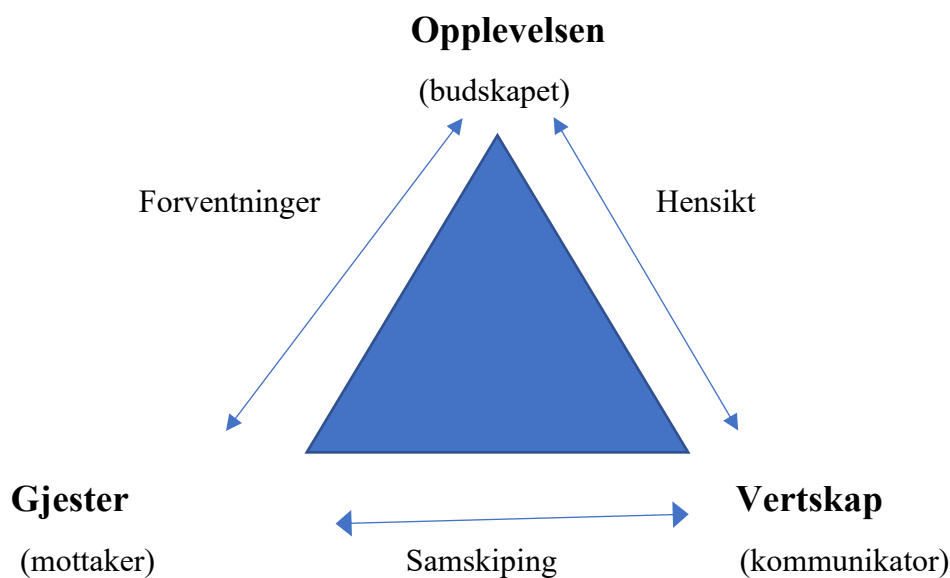 Opplevelsen
(budskapet)
Forventninger
Hensikt
Gjester
Vertskap
(mottaker)
Samskiping
(kommunikator)